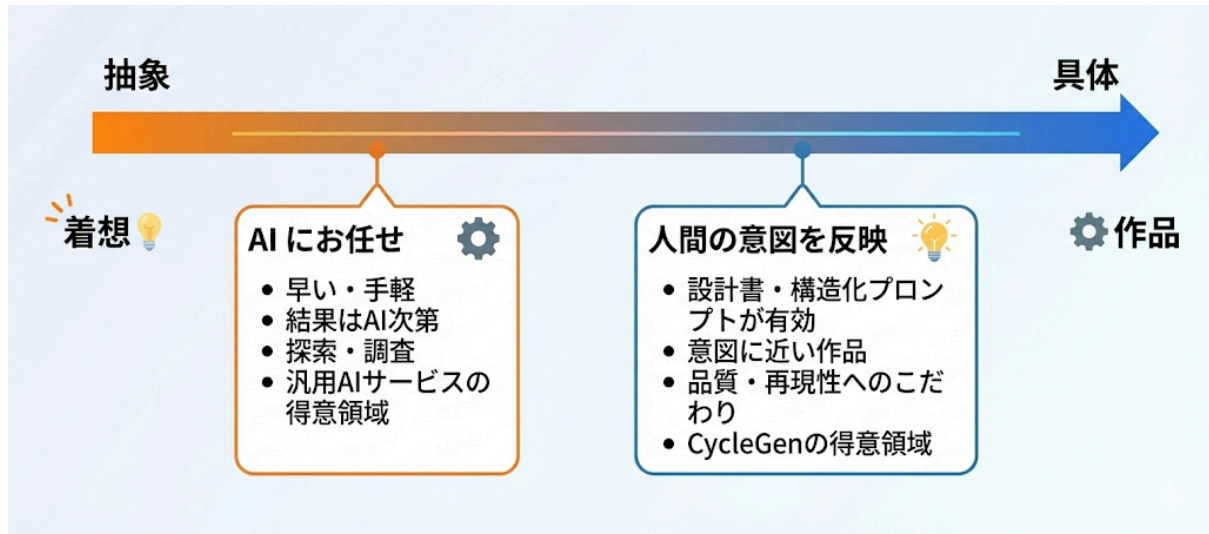 抽象
具体
着想
作品
AI にお任せ
• 早い・手軽
• 結果はAI次第
• 探索・調査
• 汎用AIサービスの
得意領域
人間の意図を反映
• 設計書・構造化プロン
プトが有効
• 意図に近い作品
• 品質・再現性へのこだ
わり
• CycleGenの得意領域